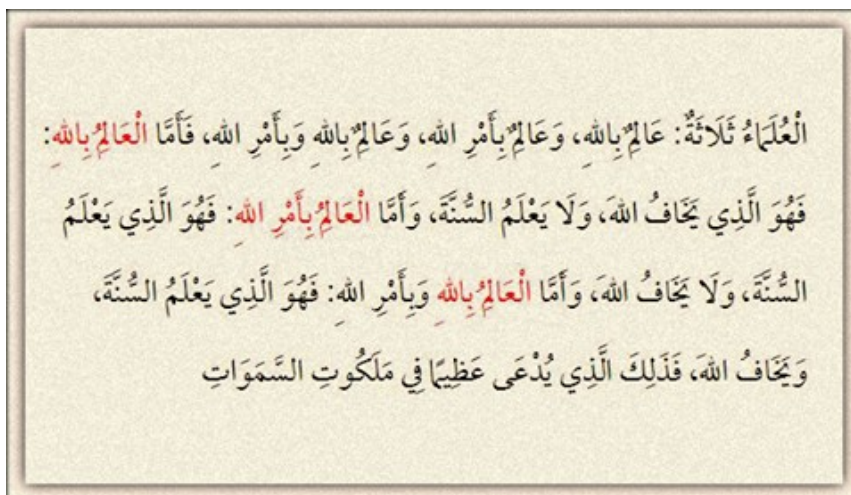 الْعُلَمَاءُ ثَلَاثَةٌ: عَالِمٌ بِاللهِ، وَعَالِمٌ بِأَمْرِ اللهِ، وَعَالِمٌ بِاللهِ وَبِأَمْرِ اللهِ، فَأَمَّا الْعَالِمُ بِاللهِ:
فَهُوَ الَّذِي يَخَافُ اللهَ، وَلَا يَعْلَمُ السُّنَّةَ، وَأَمَّا الْعَالِمُ بِأَمْرِ اللهِ: فَهُوَ الَّذِي يَعْلَمُ
السُّنَّةَ، وَلَا يَخَافُ اللهَ، وَأَمَّا الْعَالِمُ بِاللهِ وَبِأَمْرِ اللهِ: فَهُوَ الَّذِي يَعْلَمُ السُّنَّةَ،
وَيَخَافُ اللهَ، فَذَلِكَ الَّذِي يُدْعَى عَظِيمًا فِي مَلَكُوتِ السَّمَوَاتِ